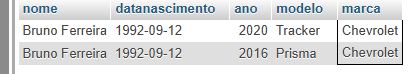 nome datanascimento ano modelo marca
Bruno Ferreira 1992-09-12 2020 Tracker Chevrolet
Bruno Ferreira 1992-09-12 2016 Prisma Chevrolet